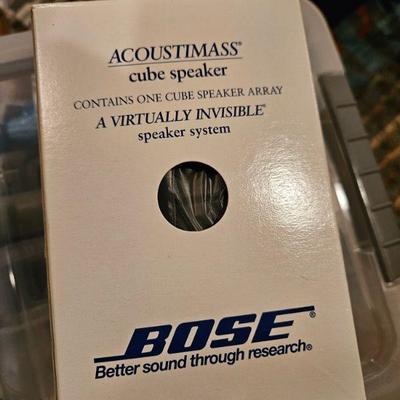 ACOUSTIMASS®
cube speaker
CONTAINS ONE CUBE SPEAKER ARRAY
A VIRTUALLY INVISIBLE®
speaker system
BOSE®
Better sound through research®